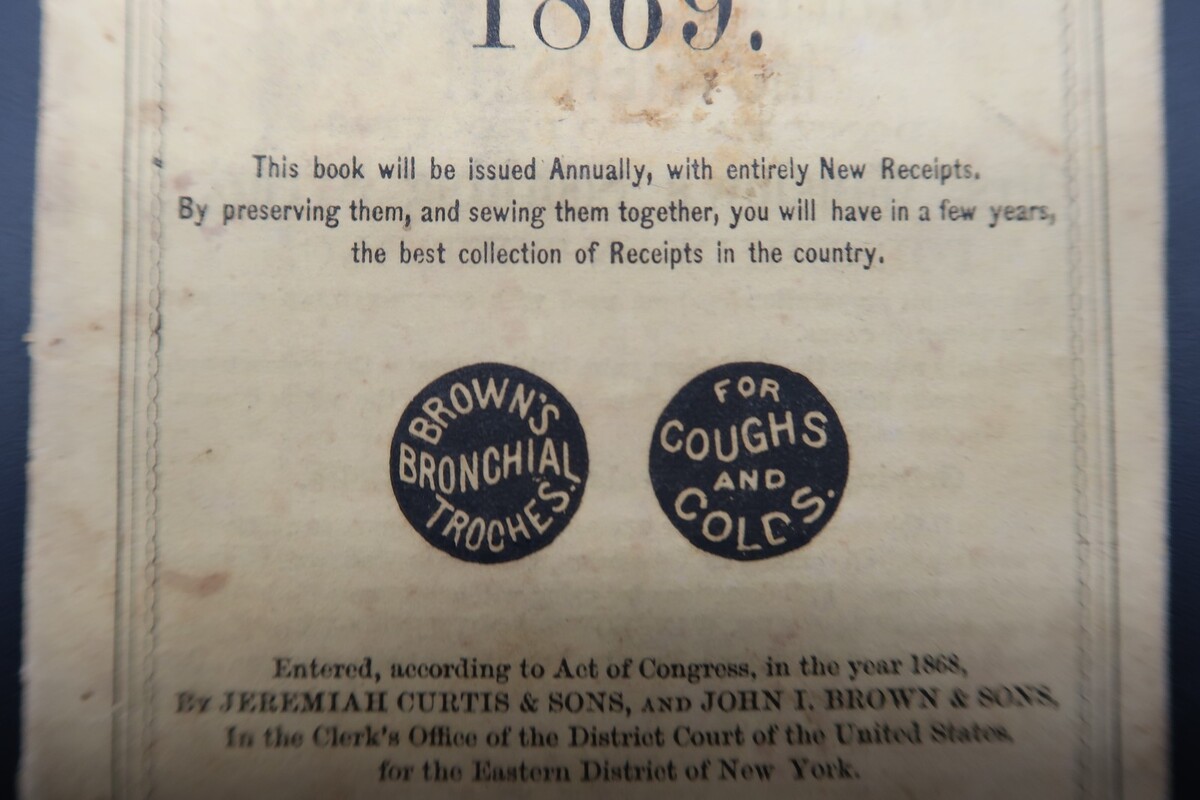 1869.
This book will be issued Annually, with entirely New Receipts.
By preserving them, and sewing them together, you will have in a few years,
the best collection of Receipts in the country.
BROWN'S
BRONCHIAL
TROCHES.
FOR
COUGHS
AND
COLDS.
Entered, according to Act of Congress, in the year 1868,
By JEREMIAH CURTIS & SONS, AND JOHN I. BROWN & SONS,
In the Clerk's Office of the District Court of the United States,
for the Eastern District of New York.